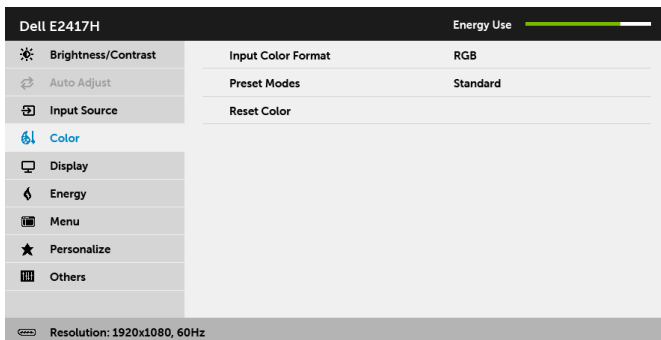 Dell E2417H Energy Use
Brightness/Contrast Input Color Format RGB
Auto Adjust Preset Modes Standard
Input Source Reset Color
Color
Display
Energy
Menu
Personalize
Others
Resolution: 1920x1080, 60Hz